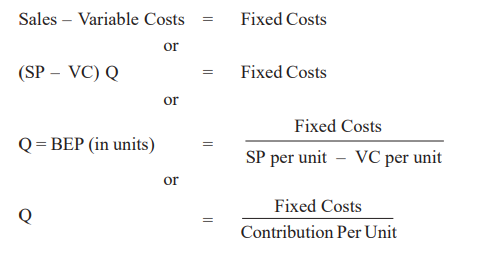 Sales – Variable Costs = Fixed Costs
or
(SP – VC) Q = Fixed Costs
or
Q = BEP (in units) = Fixed Costs
SP per unit – VC per unit
or
Q = Fixed Costs
Contribution Per Unit